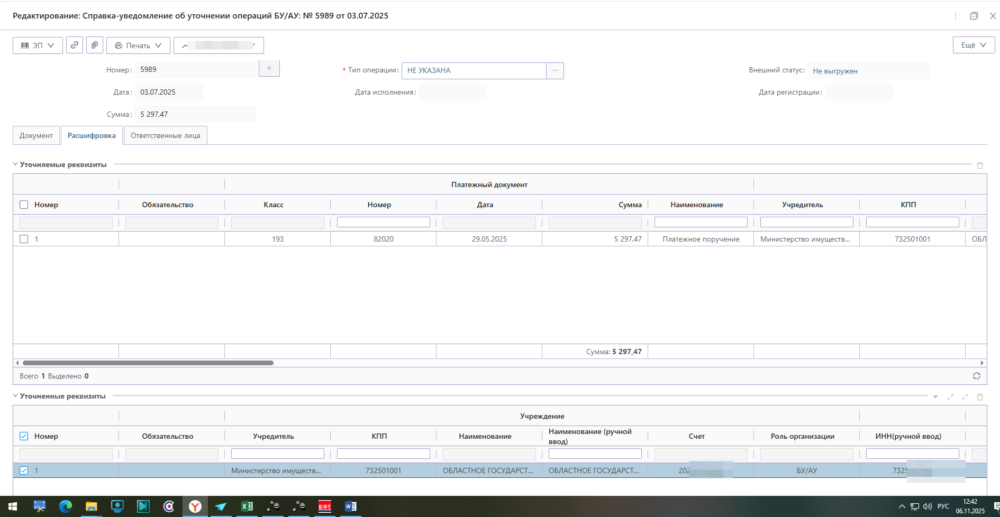 Редактирование: Справка-уведомление об уточнении операций БУ/АУ: № 5989 от 03.07.2025
ЭП Печать Ещё
Номер: 5989 # * Тип операции: НЕ УКАЗАНА ... Внешний статус: Не выгружен
Дата: 03.07.2025 Дата исполнения: Дата регистрации:
Сумма: 5 297,47
Документ Расшифровка Ответственные лица
Уточняемые реквизиты
Платежный документ
Номер Обязательство Класс Номер Дата Сумма Наименование Учредитель КПП
1 193 82020 29.05.2025 5 297,47 Платежное поручение Министерство имуществ... 732501001 ОБЛ
Сумма: 5 297,47
Всего 1 Выделено 0
Уточненные реквизиты
Учреждение
Номер Обязательство Учредитель КПП Наименование Наименование (ручной ввод) Счет Роль организации ИНН(ручной ввод)
1 Министерство имуществ... 732501001 ОБЛАСТНОЕ ГОСУДАРСТ... ОБЛАСТНОЕ ГОСУДАРСТ... 202 БУ/АУ 7325
БФТ РУС 12:42
06.11.2025